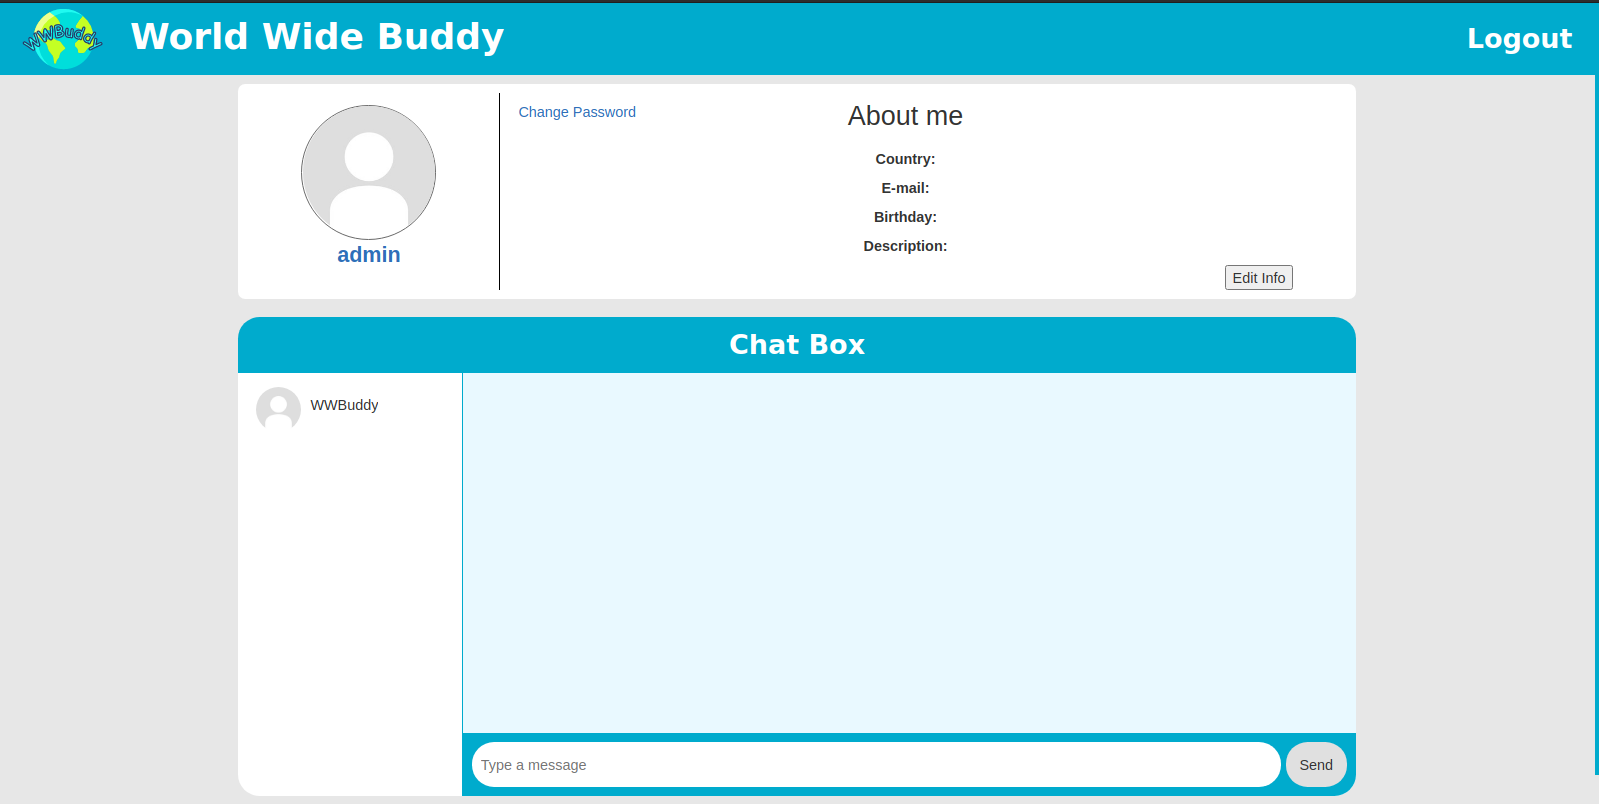 WWBuddy
World Wide Buddy
Logout
admin
Change Password
About me
Country:
E-mail:
Birthday:
Description:
Edit Info
Chat Box
WWBuddy
Type a message
Send